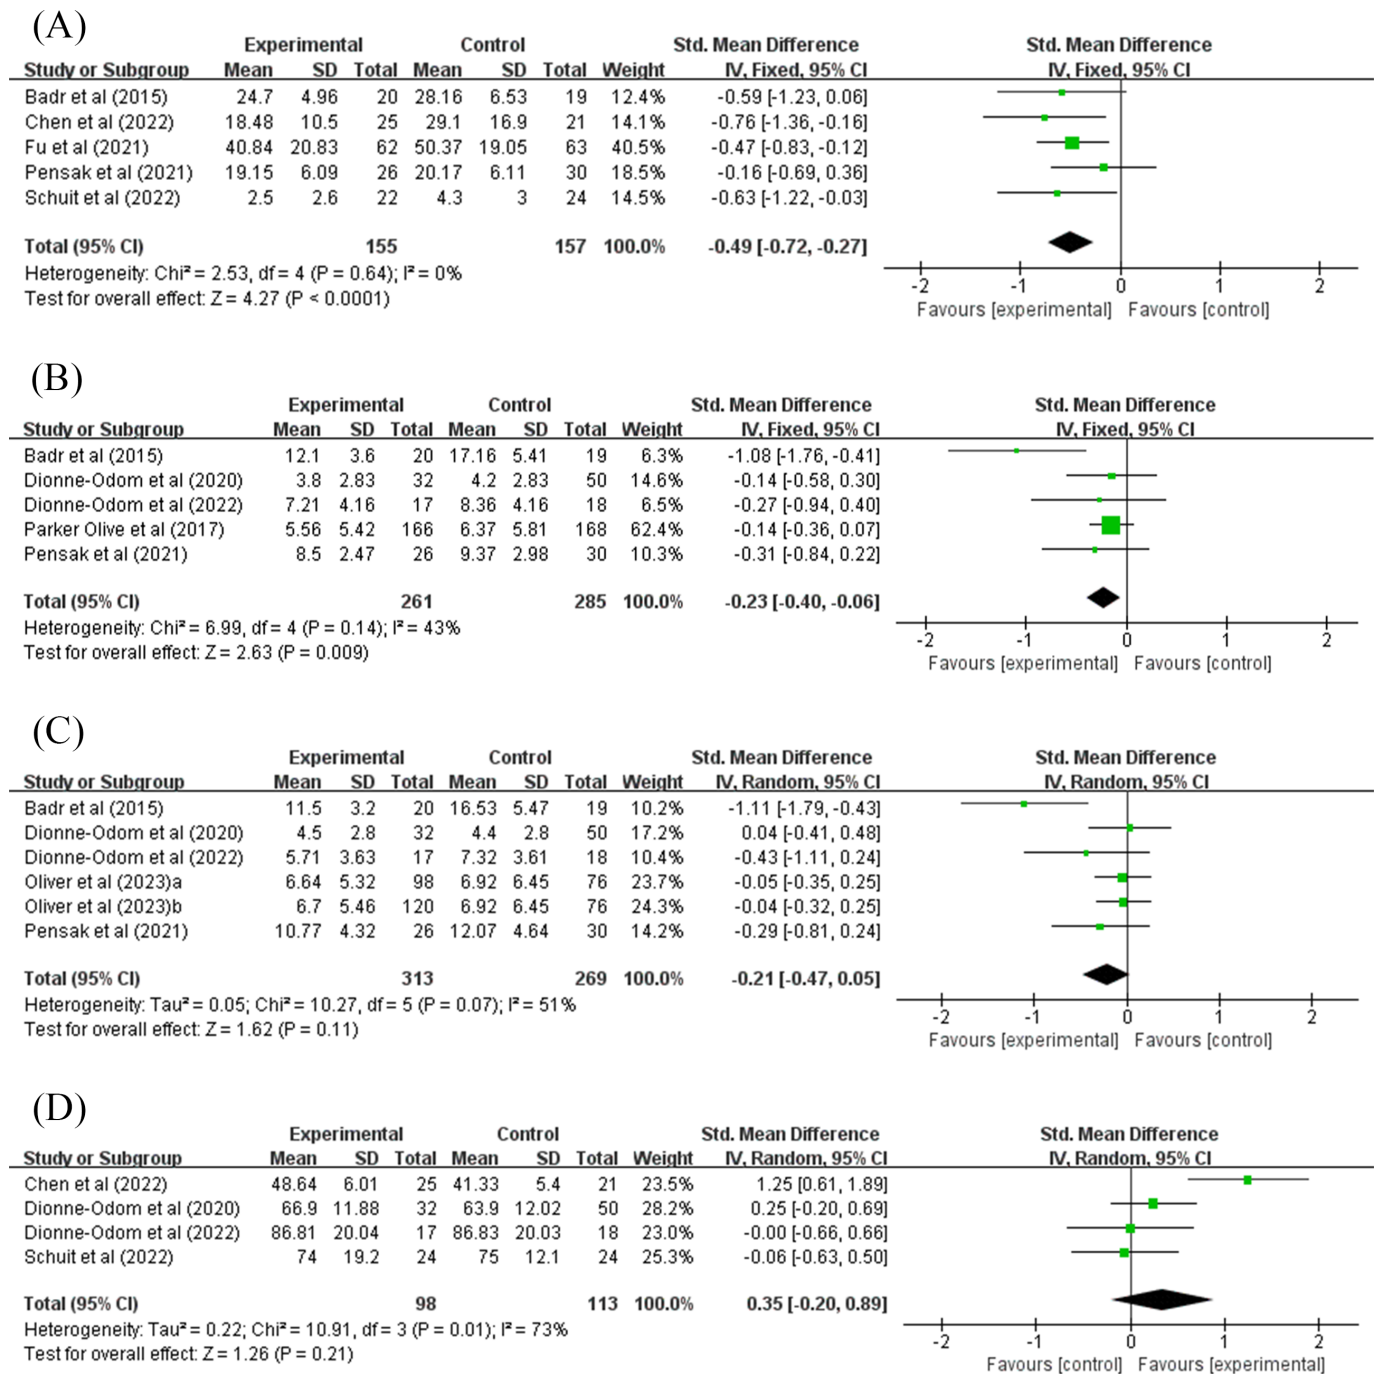 (A)
Experimental Control Std. Mean Difference Std. Mean Difference
Study or Subgroup Mean SD Total Mean SD Total Weight IV, Fixed, 95% CI IV, Fixed, 95% CI
Badr et al (2015) 24.7 4.96 20 28.16 6.53 19 12.4% -0.59 [-1.23, 0.06]
Chen et al (2022) 18.48 10.5 25 29.1 16.9 21 14.1% -0.76 [-1.36, -0.16]
Fu et al (2021) 40.84 20.83 62 50.37 19.05 63 40.5% -0.47 [-0.83, -0.12]
Pensak et al (2021) 19.15 6.09 26 20.17 6.11 30 18.5% -0.16 [-0.69, 0.36]
Schuit et al (2022) 2.5 2.6 22 4.3 3 24 14.5% -0.63 [-1.22, -0.03]
Total (95% CI) 155 157 100.0% -0.49 [-0.72, -0.27]
Heterogeneity: Chi² = 2.53, df = 4 (P = 0.64); I² = 0%
Test for overall effect: Z = 4.27 (P < 0.0001)
-2 -1 0 1 2
Favours [experimental] Favours [control]
(B)
Experimental Control Std. Mean Difference Std. Mean Difference
Study or Subgroup Mean SD Total Mean SD Total Weight IV, Fixed, 95% CI IV, Fixed, 95% CI
Badr et al (2015) 12.1 3.6 20 17.16 5.41 19 6.3% -1.08 [-1.76, -0.41]
Dionne-Odom et al (2020) 3.8 2.83 32 4.2 2.83 50 14.6% -0.14 [-0.58, 0.30]
Dionne-Odom et al (2022) 7.21 4.16 17 8.36 4.16 18 6.5% -0.27 [-0.94, 0.40]
Parker Olive et al (2017) 5.56 5.42 166 6.37 5.81 168 62.4% -0.14 [-0.36, 0.07]
Pensak et al (2021) 8.5 2.47 26 9.37 2.98 30 10.3% -0.31 [-0.84, 0.22]
Total (95% CI) 261 285 100.0% -0.23 [-0.40, -0.06]
Heterogeneity: Chi² = 6.99, df = 4 (P = 0.14); I² = 43%
Test for overall effect: Z = 2.63 (P = 0.009)
-2 -1 0 1 2
Favours [experimental] Favours [control]
(C)
Experimental Control Std. Mean Difference Std. Mean Difference
Study or Subgroup Mean SD Total Mean SD Total Weight IV, Random, 95% CI IV, Random, 95% CI
Badr et al (2015) 11.5 3.2 20 16.53 5.47 19 10.2% -1.11 [-1.79, -0.43]
Dionne-Odom et al (2020) 4.5 2.8 32 4.4 2.8 50 17.2% 0.04 [-0.41, 0.48]
Dionne-Odom et al (2022) 5.71 3.63 17 7.32 3.61 18 10.4% -0.43 [-1.11, 0.24]
Oliver et al (2023)a 6.64 5.32 98 6.92 6.45 76 23.7% -0.05 [-0.35, 0.25]
Oliver et al (2023)b 6.7 5.46 120 6.92 6.45 76 24.3% -0.04 [-0.32, 0.25]
Pensak et al (2021) 10.77 4.32 26 12.07 4.64 30 14.2% -0.29 [-0.81, 0.24]
Total (95% CI) 313 269 100.0% -0.21 [-0.47, 0.05]
Heterogeneity: Tau² = 0.05; Chi² = 10.27, df = 5 (P = 0.07); I² = 51%
Test for overall effect: Z = 1.62 (P = 0.11)
-2 -1 0 1 2
Favours [experimental] Favours [control]
(D)
Experimental Control Std. Mean Difference Std. Mean Difference
Study or Subgroup Mean SD Total Mean SD Total Weight IV, Random, 95% CI IV, Random, 95% CI
Chen et al (2022) 48.64 6.01 25 41.33 5.4 21 23.5% 1.25 [0.61, 1.89]
Dionne-Odom et al (2020) 66.9 11.88 32 63.9 12.02 50 28.2% 0.25 [-0.20, 0.69]
Dionne-Odom et al (2022) 86.81 20.04 17 86.83 20.03 18 23.0% -0.00 [-0.66, 0.66]
Schuit et al (2022) 74 19.2 24 75 12.1 24 25.3% -0.06 [-0.63, 0.50]
Total (95% CI) 98 113 100.0% 0.35 [-0.20, 0.89]
Heterogeneity: Tau² = 0.22; Chi² = 10.91, df = 3 (P = 0.01); I² = 73%
Test for overall effect: Z = 1.26 (P = 0.21)
-2 -1 0 1 2
Favours [control] Favours [experimental]